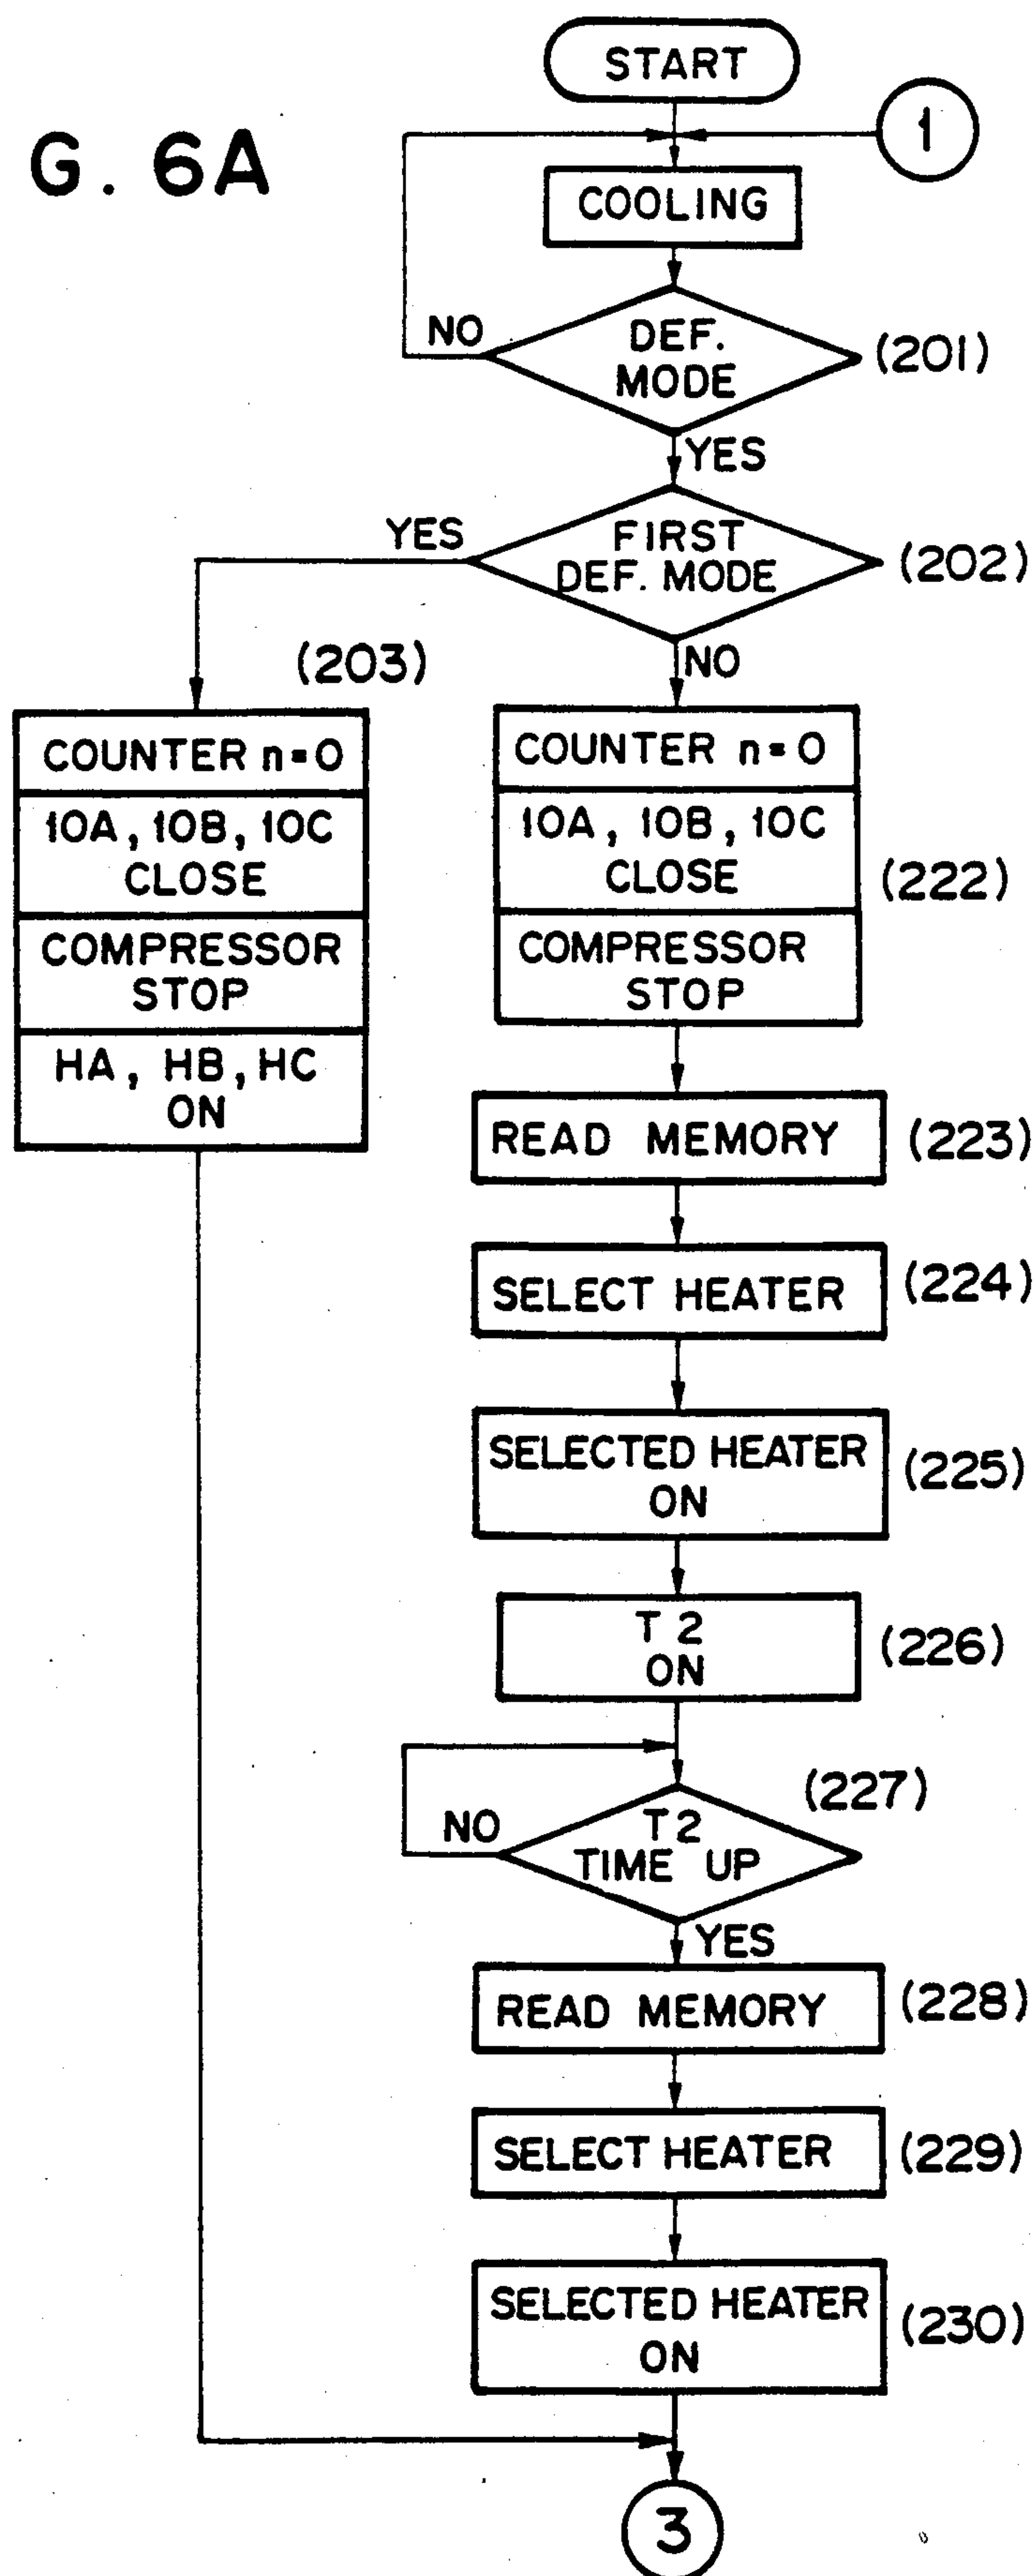 START
1
G. 6A
COOLING
NO
DEF.
MODE
(201)
YES
YES
FIRST
DEF. MODE
(202)
(203)
NO
COUNTER n=0
10A, 10B, 10C
CLOSE
COMPRESSOR
STOP
HA, HB, HC
ON
COUNTER n=0
10A, 10B, 10C
CLOSE
(222)
COMPRESSOR
STOP
READ MEMORY
(223)
SELECT HEATER
(224)
SELECTED HEATER
ON
(225)
T 2
ON
(226)
(227)
NO
T2
TIME UP
YES
READ MEMORY
(228)
SELECT HEATER
(229)
SELECTED HEATER
ON
(230)
3